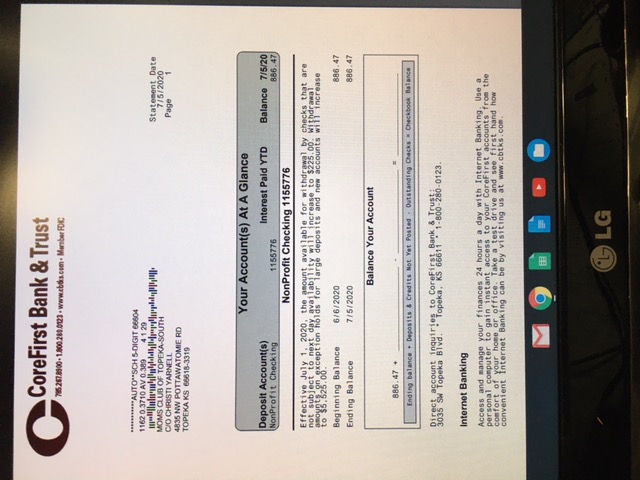 CoreFirst Bank & Trust
785.267.8900 • 1.800.280.0123 • www.cbtks.com • Member FDIC
***********AUTO**SCH 5-DIGIT 66604
1162 0.3710 AV 0.389 4 1 29
MOMS CLUB OF TOPEKA-SOUTH
C/O CHRISTI YARNELL
4835 NW POTTAWATOMIE RD
TOPEKA KS 66618-3319
Statement Date
7/5/2020
Page 1
Your Account(s) At A Glance
Deposit Account(s) Interest Paid YTD Balance 7/5/20
NonProfit Checking 1155776 886.47
NonProfit Checking 1155776
Effective July 1, 2020, the amount available for withdrawal by checks that are
not subject to next day availability will increase to $225.00. Withdrawal
amounts on exception holds for large deposits and new accounts will increase
to $5,525.00.
Beginning Balance 6/6/2020 886.47
Ending Balance 7/5/2020 886.47
Balance Your Account
886.47 + - =
Ending balance + Deposits & Credits Not Yet Posted - Outstanding Checks = Checkbook Balance
Direct account inquiries to CoreFirst Bank & Trust:
3035 SW Topeka Blvd. * Topeka, KS 66611 * 1-800-280-0123.
Internet Banking
Access and manage your finances 24 hours a day with Internet Banking. Use a
personal computer to gain instant access to your CoreFirst accounts from the
comfort of your home or office. Take a test drive and see first hand how
convenient Internet Banking can be by visiting us at www.cbtks.com.
LG